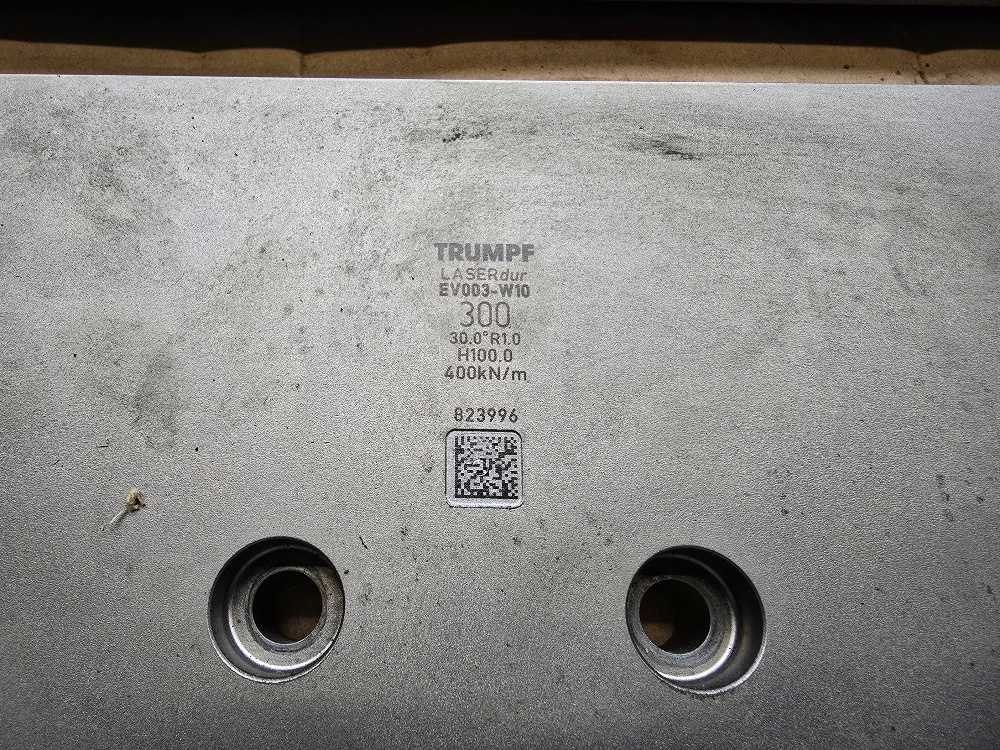 TRUMPF
LASERdur
EV003-W10
300
30.0° R1.0
H100.0
400kN/m
823996